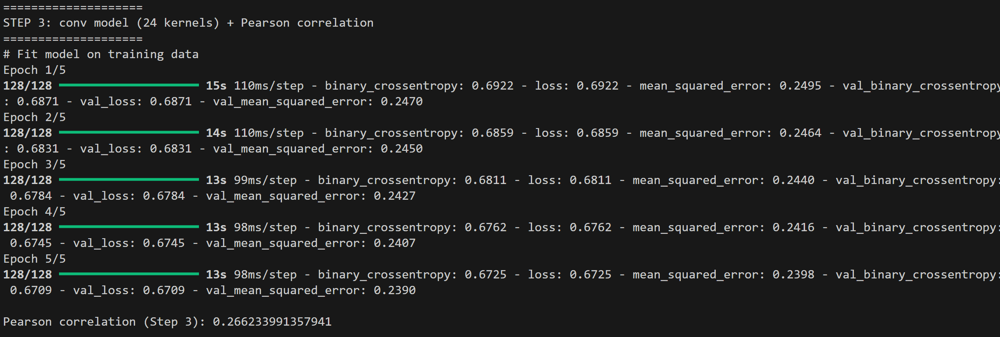 ====================
STEP 3: conv model (24 kernels) + Pearson correlation
====================
# Fit model on training data
Epoch 1/5
128/128 15s 110ms/step - binary_crossentropy: 0.6922 - loss: 0.6922 - mean_squared_error: 0.2495 - val_binary_crossentropy
: 0.6871 - val_loss: 0.6871 - val_mean_squared_error: 0.2470
Epoch 2/5
128/128 14s 110ms/step - binary_crossentropy: 0.6859 - loss: 0.6859 - mean_squared_error: 0.2464 - val_binary_crossentropy
: 0.6831 - val_loss: 0.6831 - val_mean_squared_error: 0.2450
Epoch 3/5
128/128 13s 99ms/step - binary_crossentropy: 0.6811 - loss: 0.6811 - mean_squared_error: 0.2440 - val_binary_crossentropy:
0.6784 - val_loss: 0.6784 - val_mean_squared_error: 0.2427
Epoch 4/5
128/128 13s 98ms/step - binary_crossentropy: 0.6762 - loss: 0.6762 - mean_squared_error: 0.2416 - val_binary_crossentropy:
0.6745 - val_loss: 0.6745 - val_mean_squared_error: 0.2407
Epoch 5/5
128/128 13s 98ms/step - binary_crossentropy: 0.6725 - loss: 0.6725 - mean_squared_error: 0.2398 - val_binary_crossentropy:
0.6709 - val_loss: 0.6709 - val_mean_squared_error: 0.2390
Pearson correlation (Step 3): 0.266233991357941